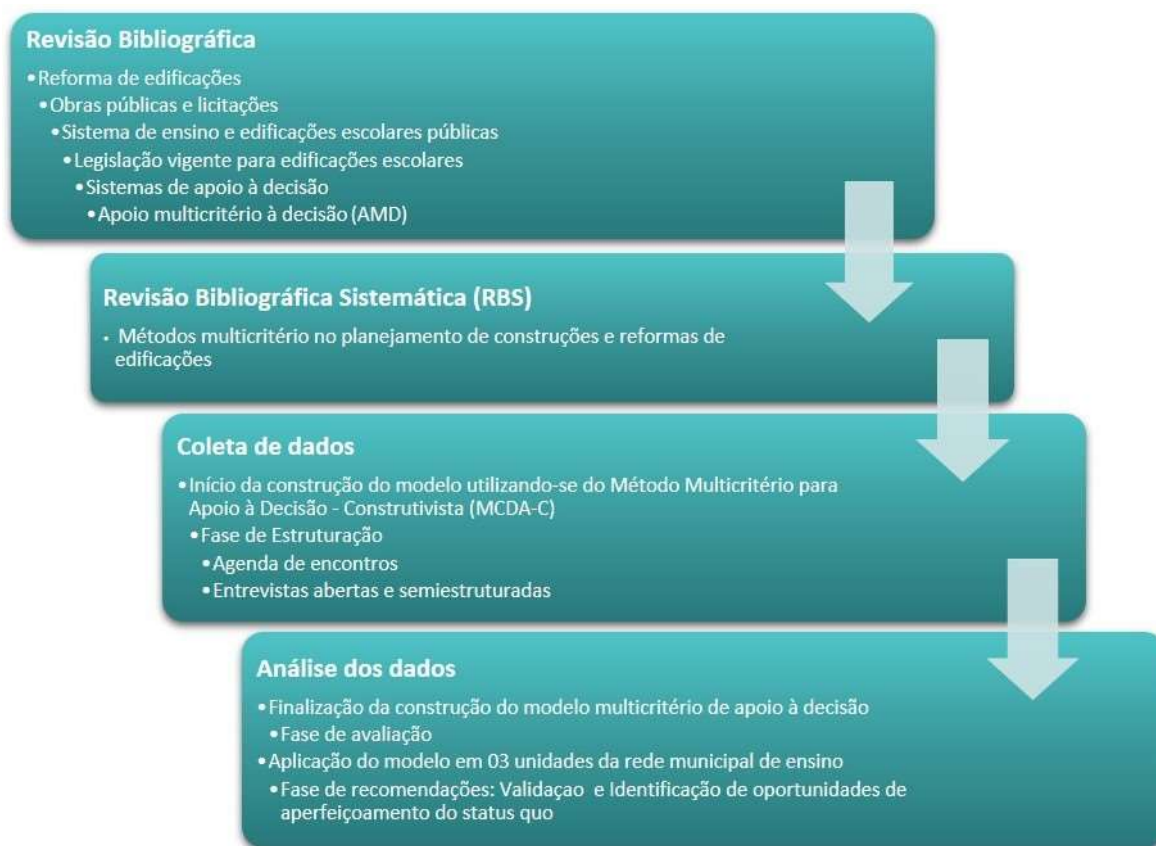 Revisão Bibliográfica
•Reforma de edificações
•Obras públicas e licitações
•Sistema de ensino e edificações escolares públicas
•Legislação vigente para edificações escolares
•Sistemas de apoio à decisão
•Apoio multicritério à decisão (AMD)
Revisão Bibliográfica Sistemática (RBS)
• Métodos multicritério no planejamento de construções e reformas de
edificações
Coleta de dados
•Início da construção do modelo utilizando-se do Método Multicritério para
Apoio à Decisão - Construtivista (MCDA-C)
•Fase de Estruturação
•Agenda de encontros
•Entrevistas abertas e semiestruturadas
Análise dos dados
•Finalização da construção do modelo multicritério de apoio à decisão
•Fase de avaliação
•Aplicação do modelo em 03 unidades da rede municipal de ensino
•Fase de recomendações: Validaçao e Identificação de oportunidades de
aperfeiçoamento do status quo